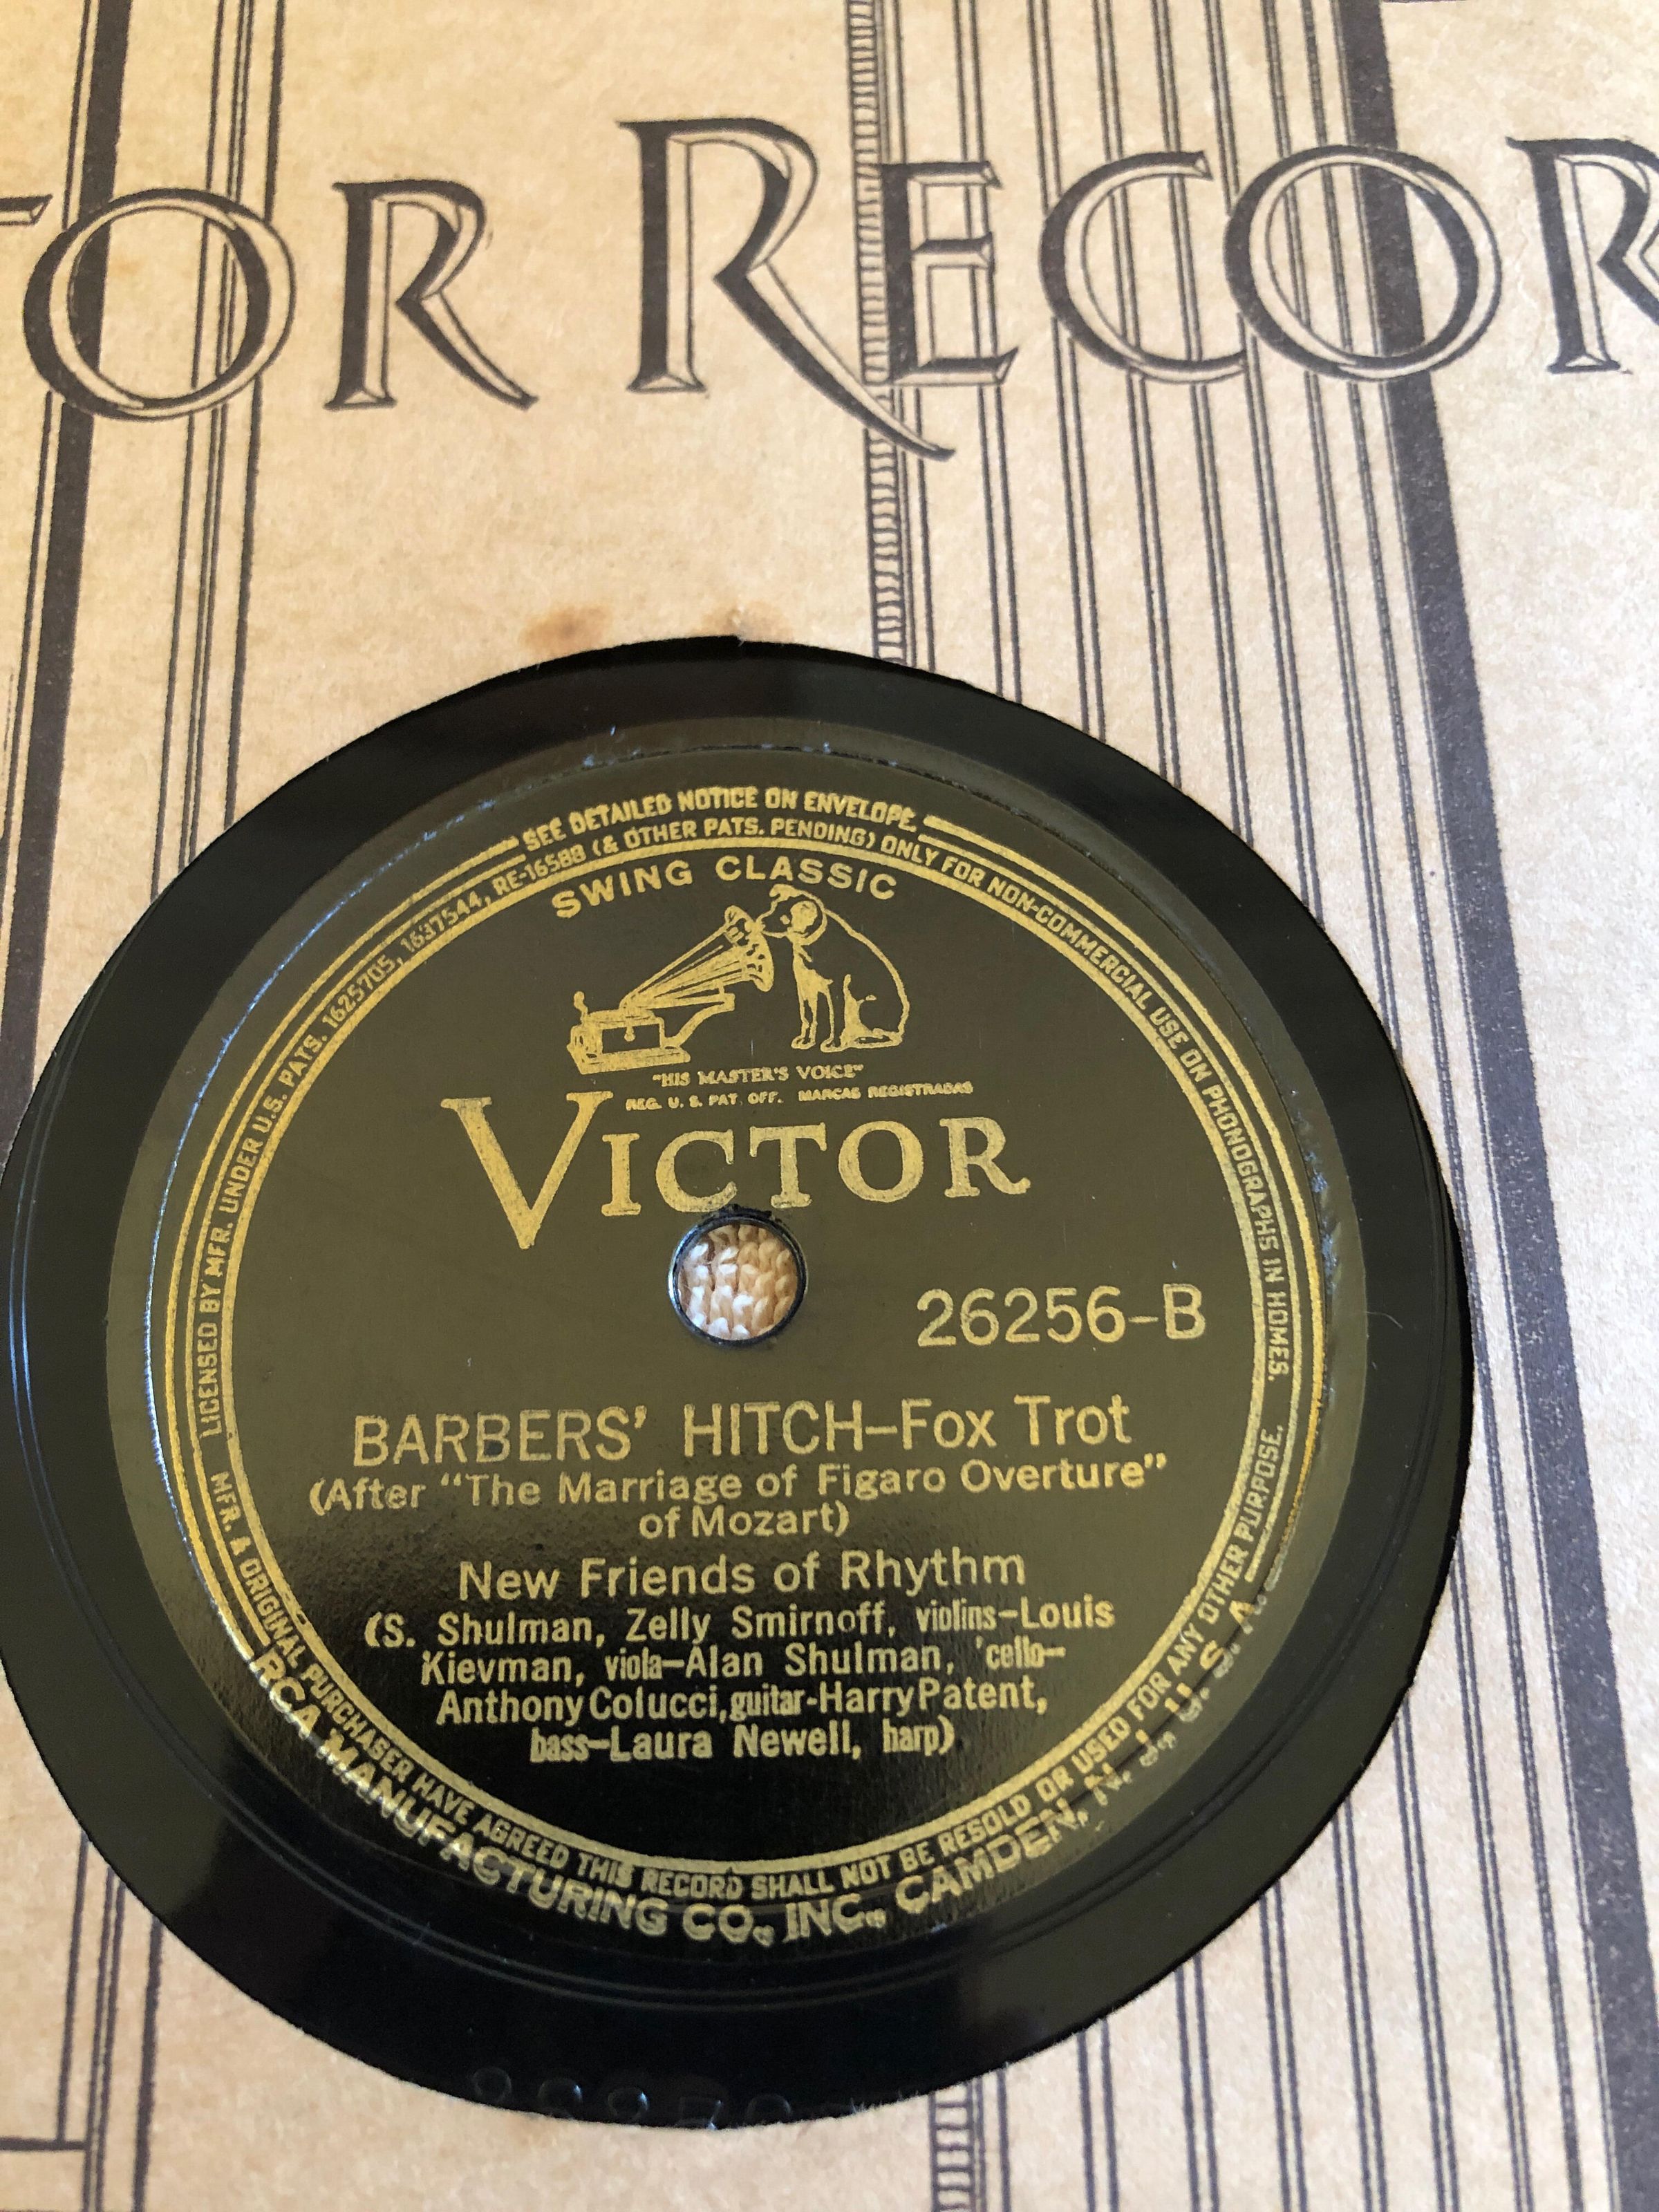 TOR RECOR
SEE DETAILED NOTICE ON ENVELOPE.
LICENSED BY MFR. UNDER U.S. PATS. 1625705, 1637544, RE-16588 (& OTHER PATS. PENDING) ONLY FOR NON-COMMERCIAL USE ON PHONOGRAPHS IN HOMES.
SWING CLASSIC
"HIS MASTER'S VOICE"
REG. U. S. PAT. OFF. MARCAS REGISTRADAS
VICTOR
26256-B
BARBERS' HITCH-Fox Trot
(After "The Marriage of Figaro Overture"
of Mozart)
New Friends of Rhythm
(S. Shulman, Zelly Smirnoff, violins-Louis
Kievman, viola-Alan Shulman, 'cello-
Anthony Colucci, guitar-Harry Patent,
bass-Laura Newell, harp)
MFR. & ORIGINAL PURCHASER HAVE AGREED THIS RECORD SHALL NOT BE RESOLD OR USED FOR ANY OTHER PURPOSE.
RCA MANUFACTURING CO., INC., CAMDEN, N. J., U. S. A.